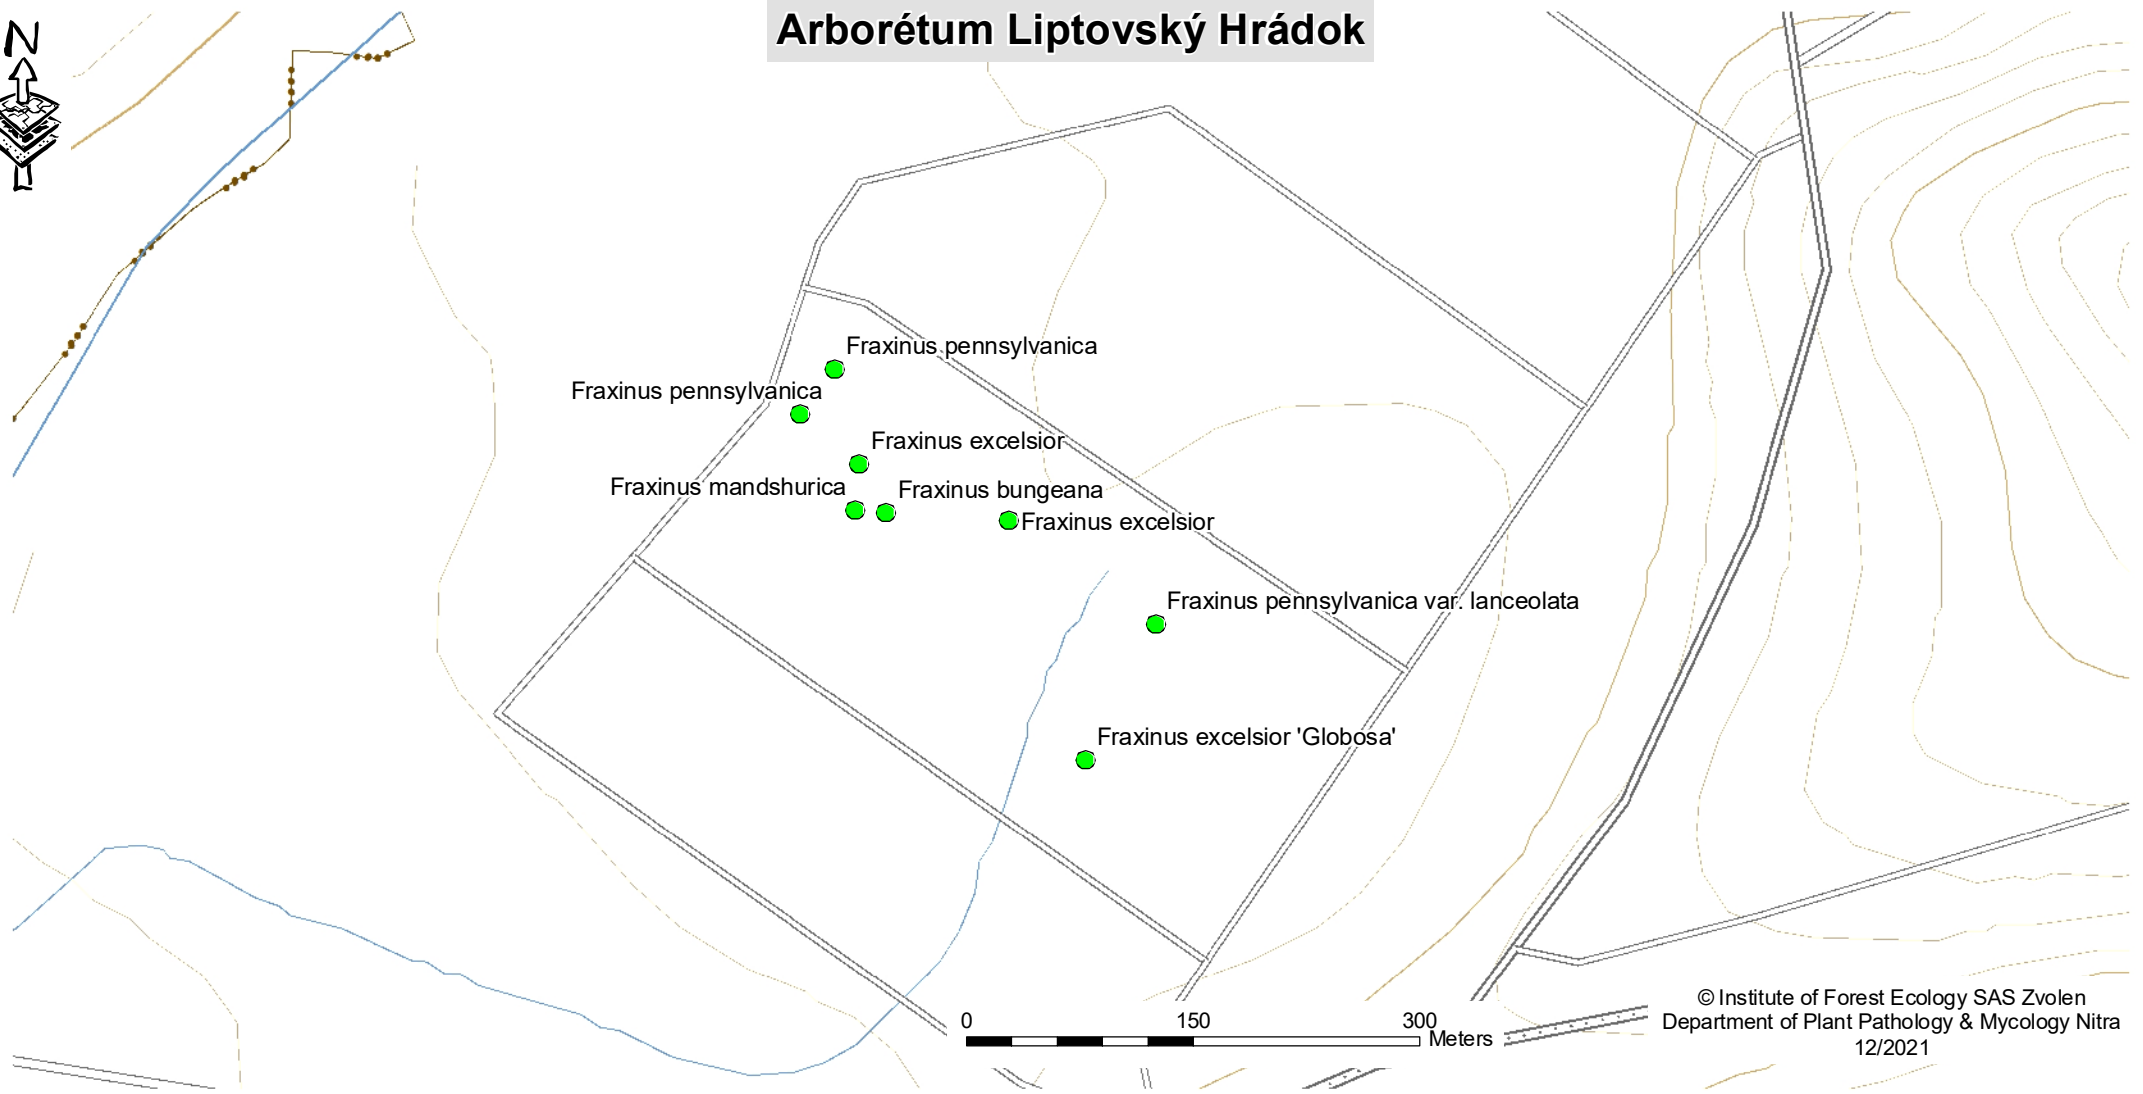 Arborétum Liptovský Hrádok
N
Fraxinus pennsylvanica
Fraxinus pennsylvanica
Fraxinus excelsior
Fraxinus mandshurica
Fraxinus bungeana
Fraxinus excelsior
Fraxinus pennsylvanica var. lanceolata
Fraxinus excelsior 'Globosa'
0 150 300
Meters
© Institute of Forest Ecology SAS Zvolen
Department of Plant Pathology & Mycology Nitra
12/2021